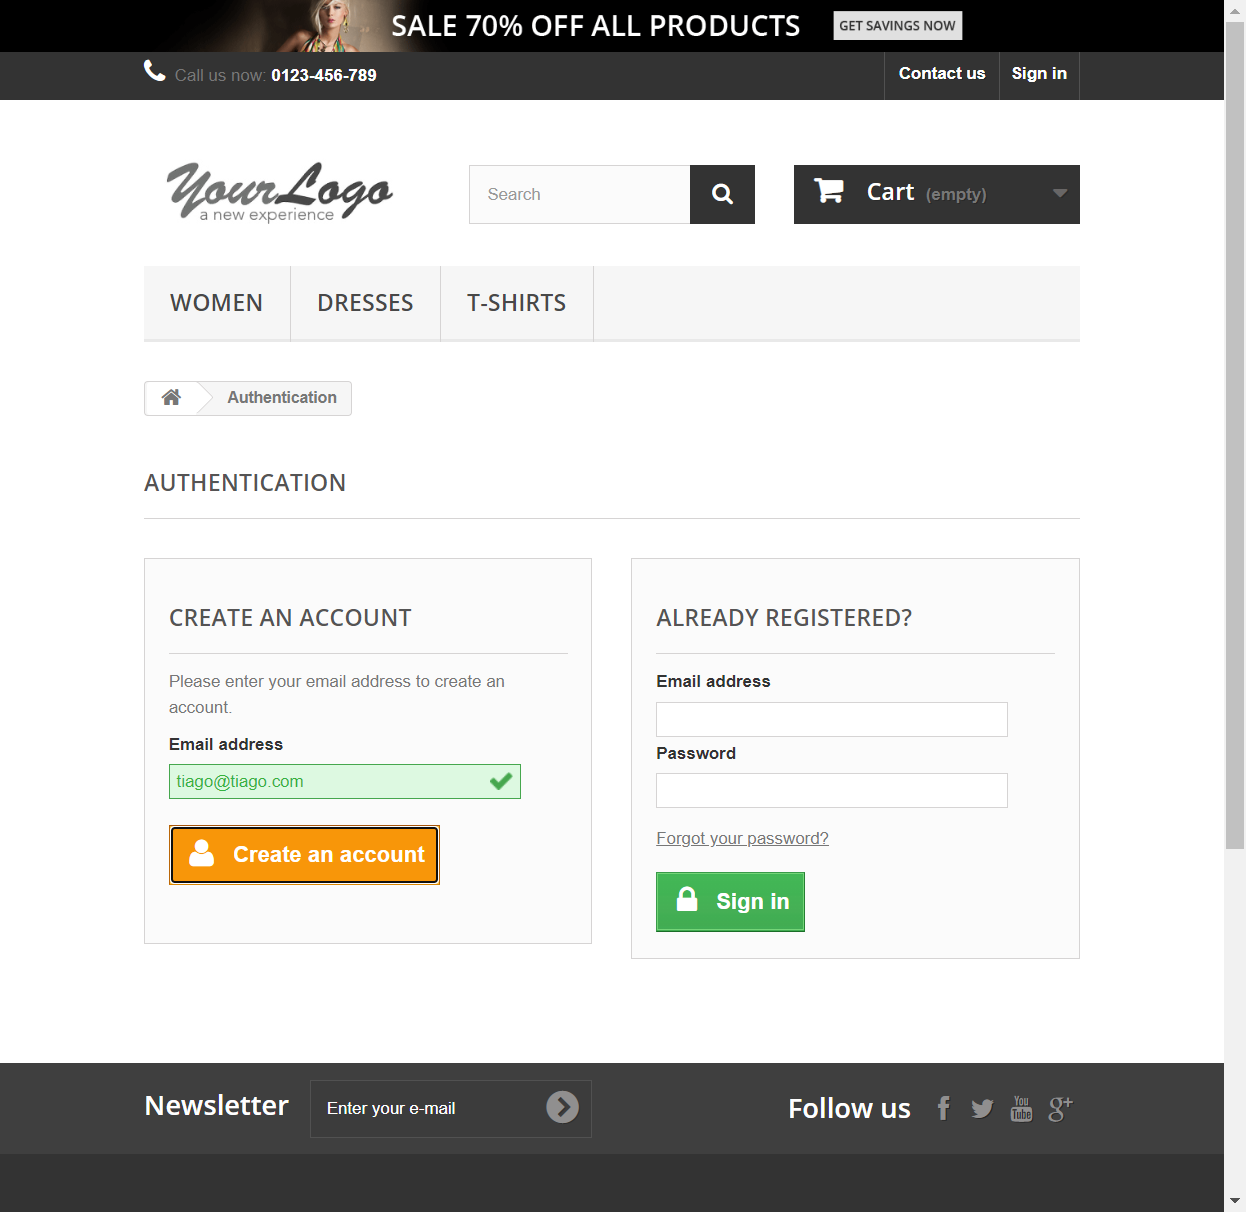 SALE 70% OFF ALL PRODUCTS GET SAVINGS NOW
Call us now: 0123-456-789 Contact us Sign in
YourLogo
a new experience
Search
Cart (empty)
WOMEN DRESSES T-SHIRTS
Authentication
AUTHENTICATION
CREATE AN ACCOUNT
Please enter your email address to create an
account.
Email address
tiago@tiago.com
Create an account
ALREADY REGISTERED?
Email address
Password
Forgot your password?
Sign in
Newsletter Enter your e-mail Follow us
You
Tube
g+